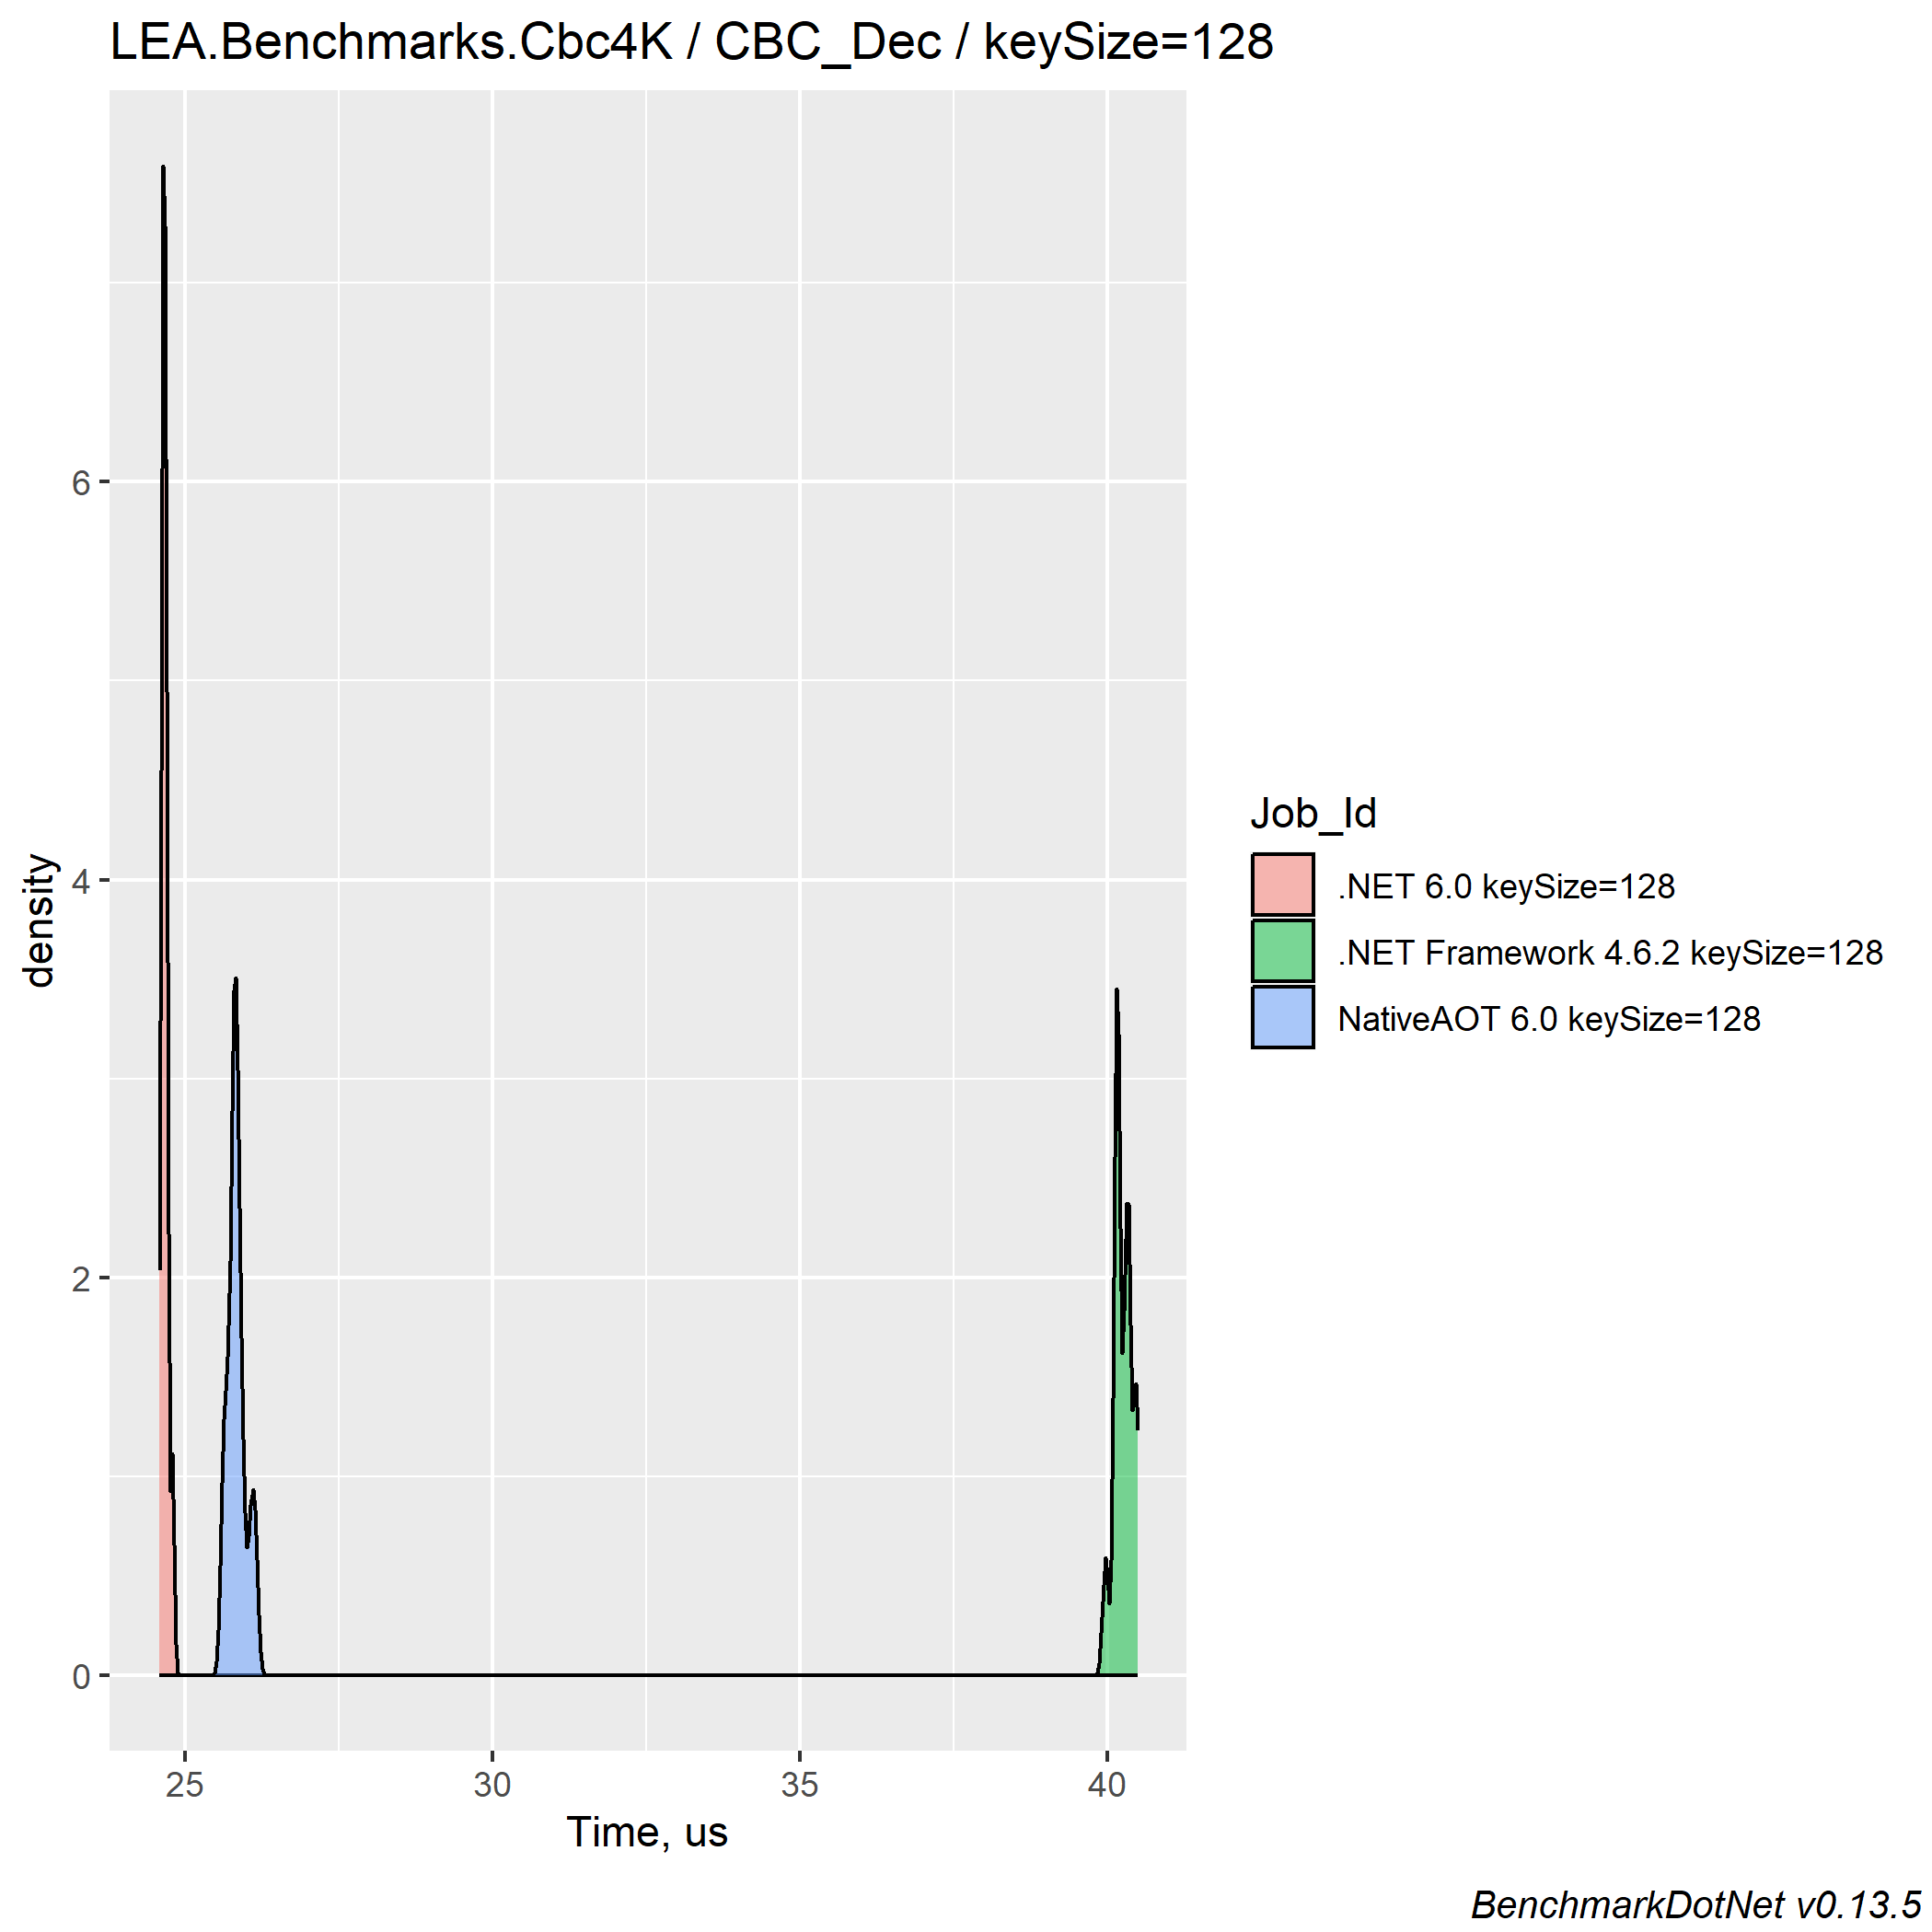 LEA.Benchmarks.Cbc4K / CBC_Dec / keySize=128
density
6
4
2
0
25 30 35 40
Time, us
Job_Id
.NET 6.0 keySize=128
.NET Framework 4.6.2 keySize=128
NativeAOT 6.0 keySize=128
BenchmarkDotNet v0.13.5